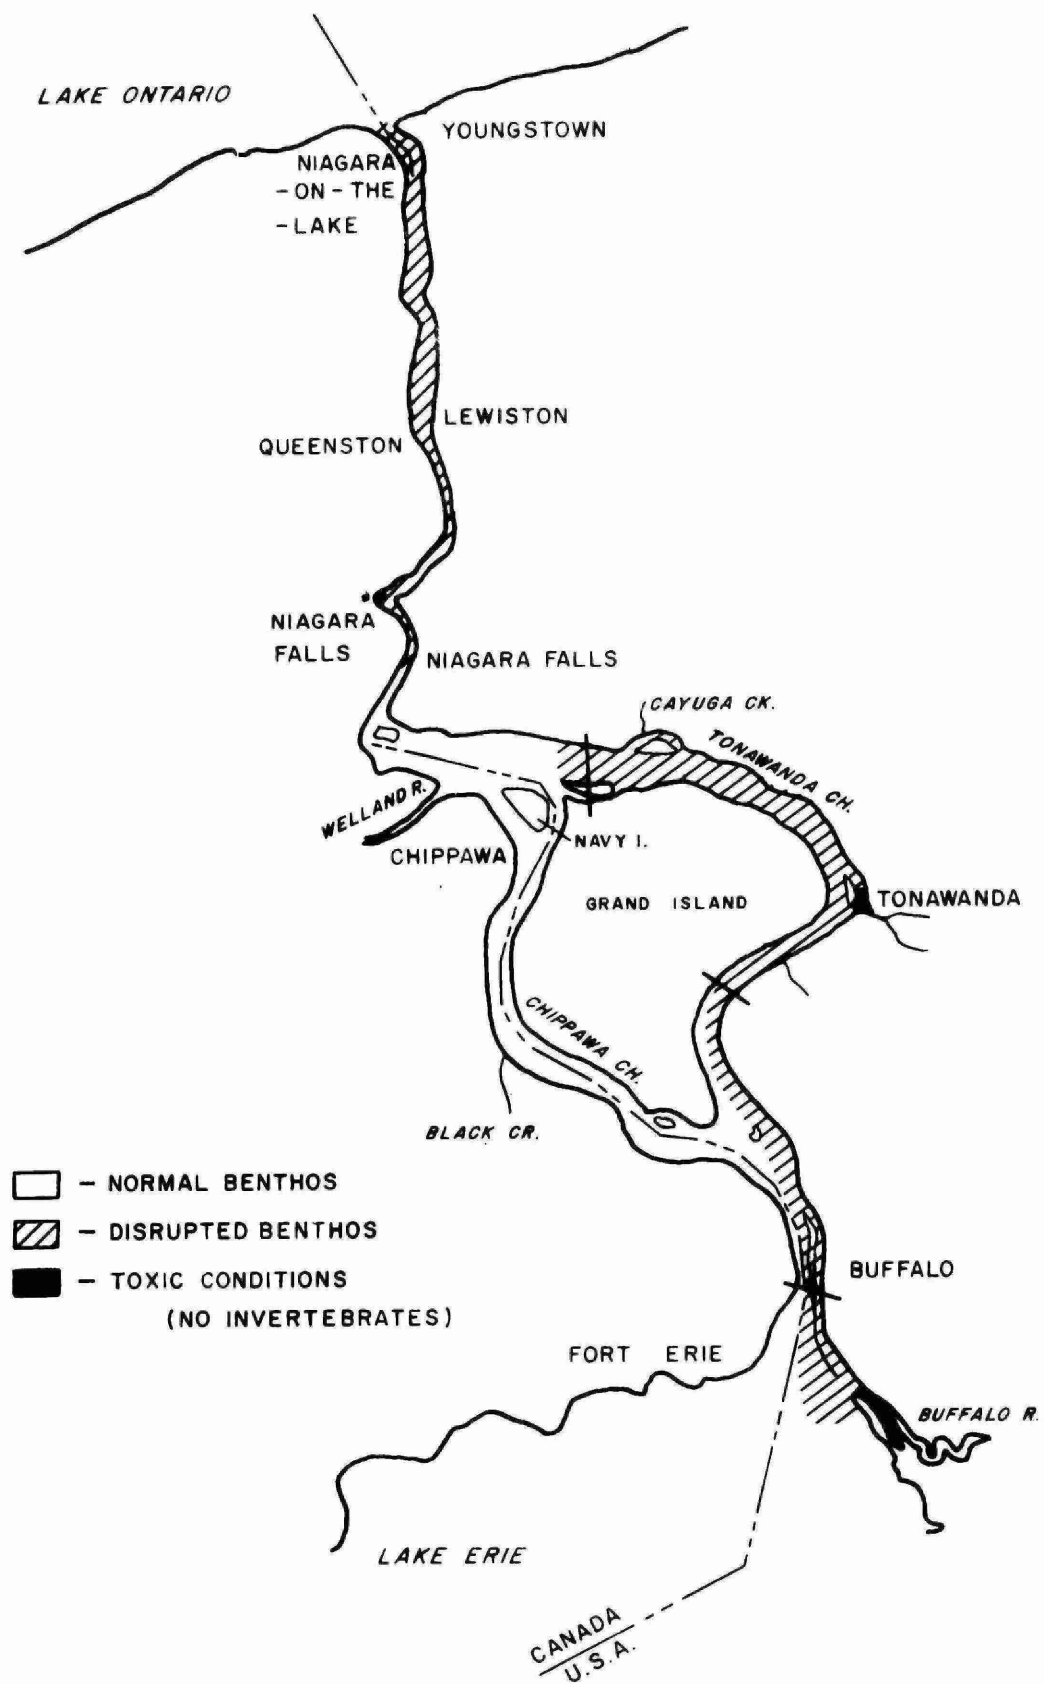 LAKE ONTARIO
YOUNGSTOWN
NIAGARA
-ON-THE
-LAKE
LEWISTON
QUEENSTON
NIAGARA
FALLS
NIAGARA FALLS
CAYUGA CK.
TONAWANDA CH.
WELLAND R.
NAVY I.
CHIPPAWA
GRAND ISLAND
TONAWANDA
CHIPPAWA CH.
BLACK CR.
- NORMAL BENTHOS
- DISRUPTED BENTHOS
- TOXIC CONDITIONS
(NO INVERTEBRATES)
BUFFALO
FORT ERIE
BUFFALO R.
LAKE ERIE
CANADA
U.S.A.